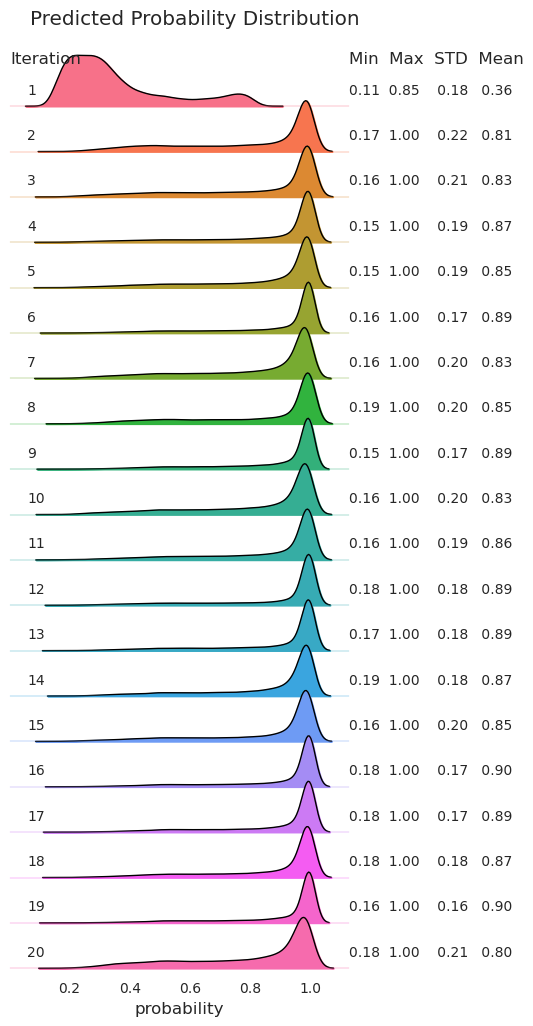 Predicted Probability Distribution
Iteration Min Max STD Mean
1 0.11 0.85 0.18 0.36
2 0.17 1.00 0.22 0.81
3 0.16 1.00 0.21 0.83
4 0.15 1.00 0.19 0.87
5 0.15 1.00 0.19 0.85
6 0.16 1.00 0.17 0.89
7 0.16 1.00 0.20 0.83
8 0.19 1.00 0.20 0.85
9 0.15 1.00 0.17 0.89
10 0.16 1.00 0.20 0.83
11 0.16 1.00 0.19 0.86
12 0.18 1.00 0.18 0.89
13 0.17 1.00 0.18 0.89
14 0.19 1.00 0.18 0.87
15 0.16 1.00 0.20 0.85
16 0.18 1.00 0.17 0.90
17 0.18 1.00 0.17 0.89
18 0.18 1.00 0.18 0.87
19 0.16 1.00 0.16 0.90
20 0.18 1.00 0.21 0.80
0.2 0.4 0.6 0.8 1.0
probability